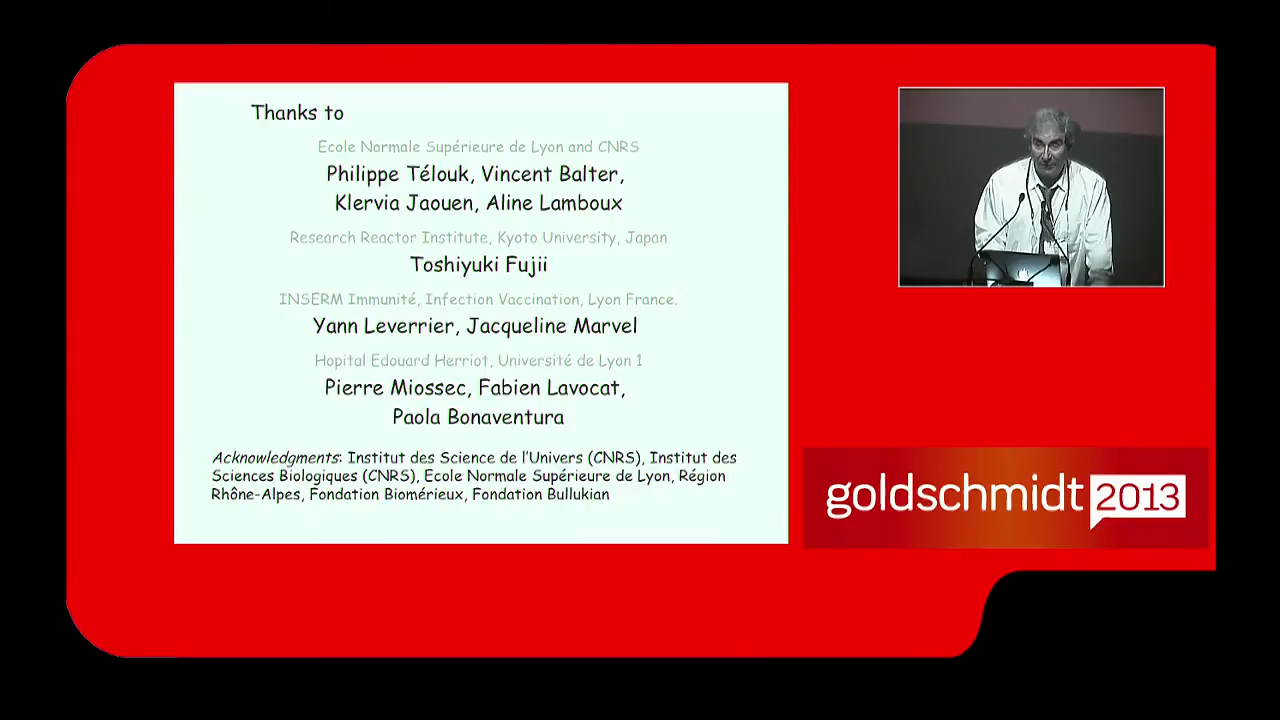 Thanks to
Ecole Normale Supérieure de Lyon and CNRS
Philippe Télouk, Vincent Balter,
Klervia Jaouen, Aline Lamboux
Research Reactor Institute, Kyoto University, Japan
Toshiyuki Fujii
INSERM Immunité, Infection Vaccination, Lyon France.
Yann Leverrier, Jacqueline Marvel
Hopital Edouard Herriot, Université de Lyon 1
Pierre Miossec, Fabien Lavocat,
Paola Bonaventura
Acknowledgments: Institut des Science de l'Univers (CNRS), Institut des
Sciences Biologiques (CNRS), Ecole Normale Supérieure de Lyon, Région
Rhône-Alpes, Fondation Biomérieux, Fondation Bullukian
goldschmidt 2013